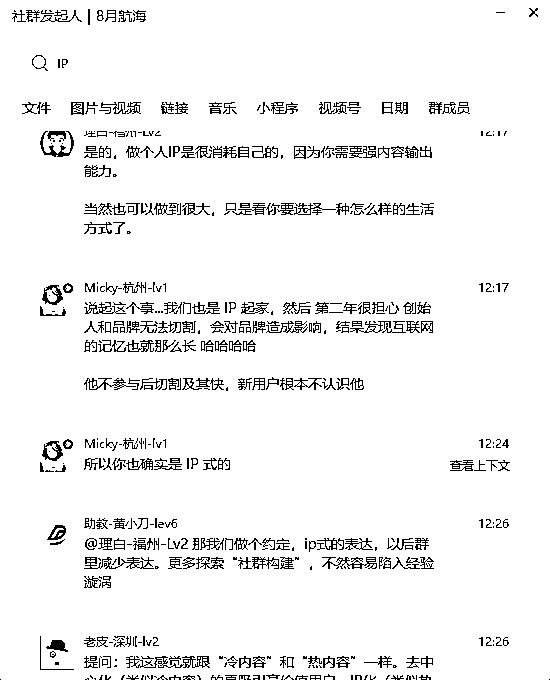 社群发起人 | 8月航海
IP
文件 图片与视频 链接 音乐 小程序 视频号 日期 群成员
理白-福州-Lv2 12:17
是的，做个人IP是很消耗自己的，因为你需要强内容输出
能力。
当然也可以做到很大，只是看你要选择一种怎么样的生活
方式了。
Micky-杭州-lv1 12:17
说起这个事...我们也是 IP 起家，然后 第二年很担心 创始
人和品牌无法切割，会对品牌造成影响，结果发现互联网
的记忆也就那么长 哈哈哈哈
他不参与后切割及其快，新用户根本不认识他
Micky-杭州-lv1 12:24
所以你也确实是 IP 式的 查看上下文
助教-黄小刀-lev6 12:26
@理白-福州-Lv2 那我们做个约定，ip式的表达，以后群
里减少表达。更多探索“社群构建”，不然容易陷入经验
漩涡
老皮-深圳-lv2 12:26
提问：我这感觉就跟“冷内容”和“热内容”一样。去中